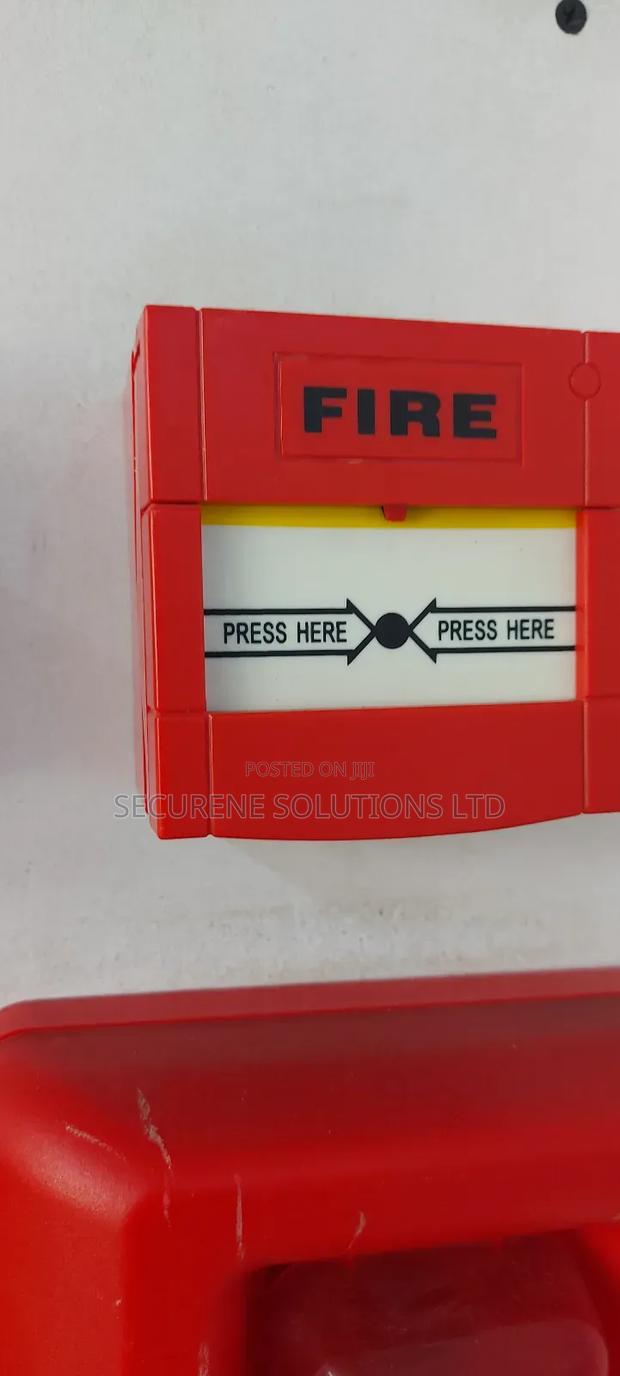 FIRE
PRESS HERE PRESS HERE
POSTED ON JIJI
SECURENE SOLUTIONS LTD